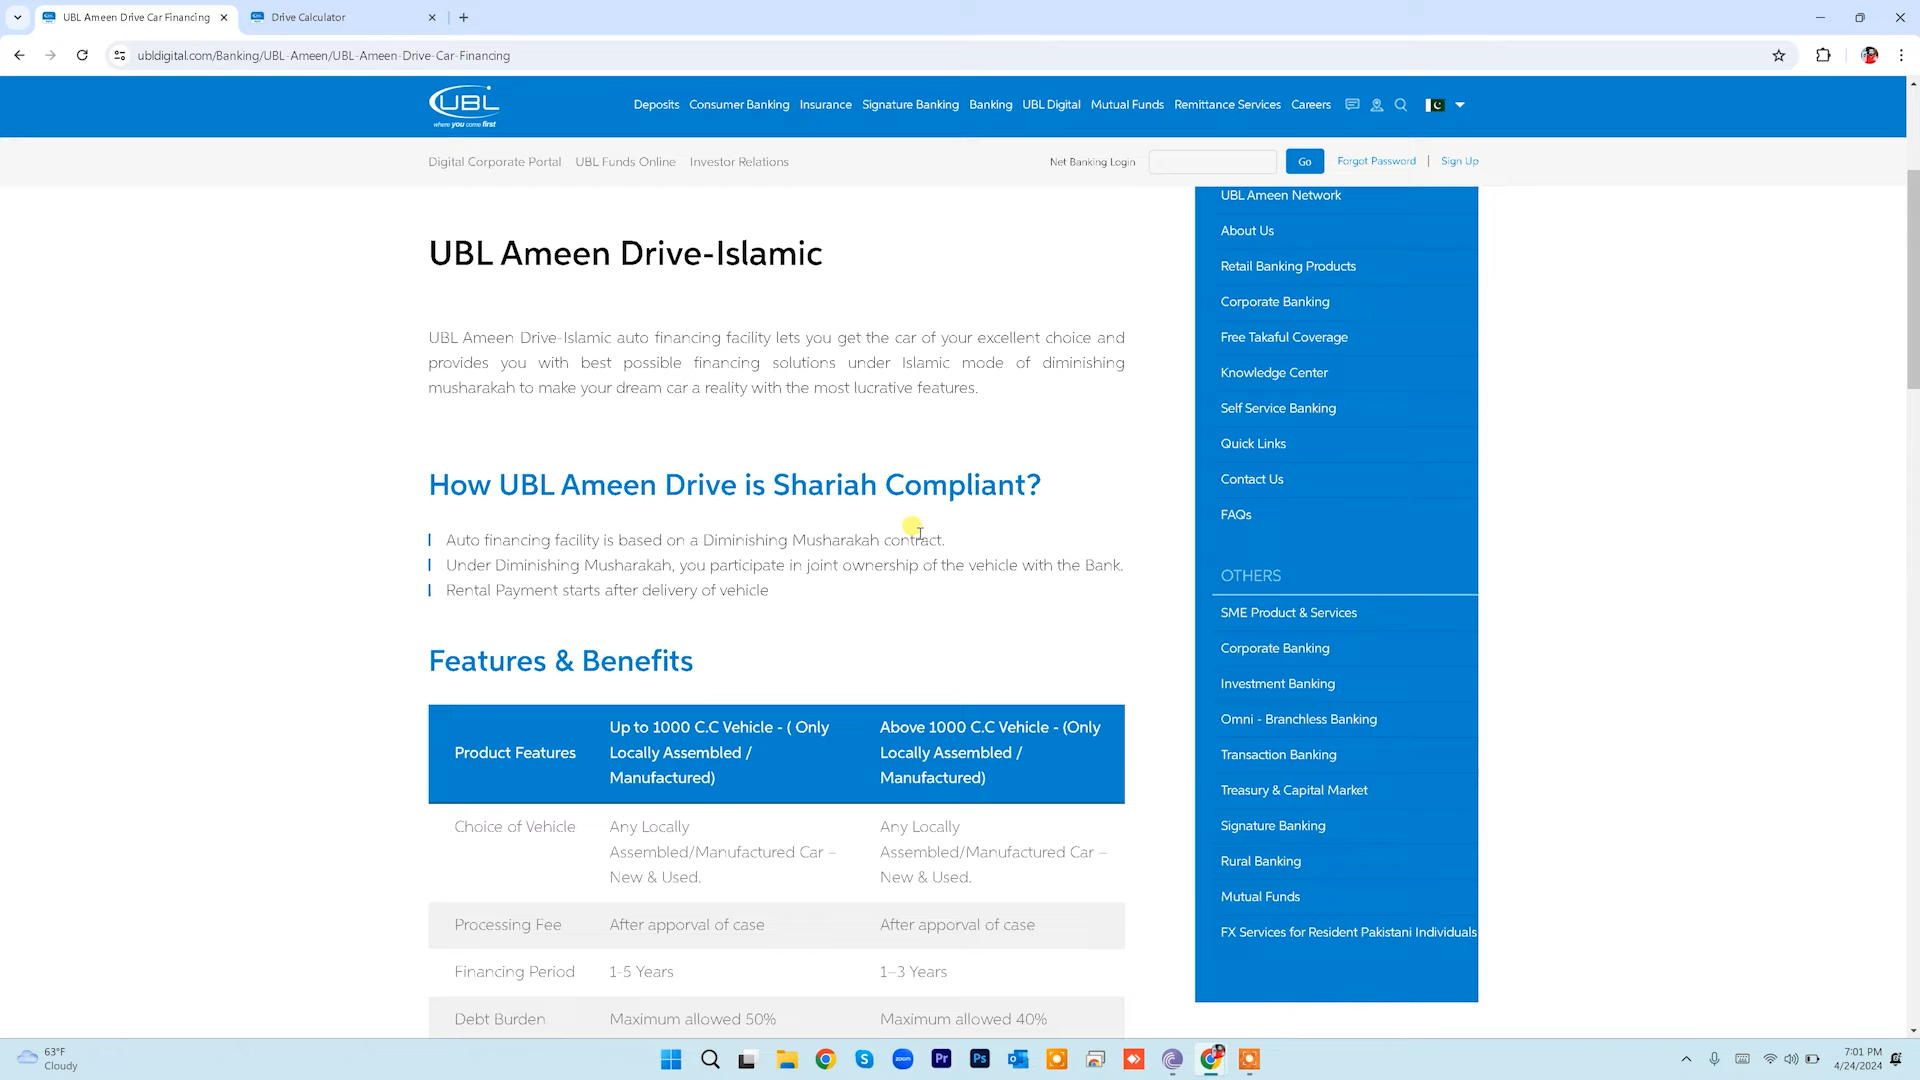 UBL Ameen Drive Car Financing
Drive Calculator
ubldigital.com/Banking/UBL-Ameen/UBL-Ameen-Drive-Car-Financing
UBL
where you come first
Deposits Consumer Banking Insurance Signature Banking Banking UBL Digital Mutual Funds Remittance Services Careers
Digital Corporate Portal UBL Funds Online Investor Relations
Net Banking Login Go Forgot Password | Sign Up
UBL Ameen Drive-Islamic
UBL Ameen Drive-Islamic auto financing facility lets you get the car of your excellent choice and
provides you with best possible financing solutions under Islamic mode of diminishing
musharakah to make your dream car a reality with the most lucrative features.
How UBL Ameen Drive is Shariah Compliant?
Auto financing facility is based on a Diminishing Musharakah contract.
Under Diminishing Musharakah, you participate in joint ownership of the vehicle with the Bank.
Rental Payment starts after delivery of vehicle
Features & Benefits
Product Features
Up to 1000 C.C Vehicle - ( Only
Locally Assembled /
Manufactured)
Above 1000 C.C Vehicle - (Only
Locally Assembled /
Manufactured)
Choice of Vehicle
Any Locally
Assembled/Manufactured Car –
New & Used.
Any Locally
Assembled/Manufactured Car –
New & Used.
Processing Fee After apporval of case After apporval of case
Financing Period 1-5 Years 1–3 Years
Debt Burden Maximum allowed 50% Maximum allowed 40%
UBL Ameen Network
About Us
Retail Banking Products
Corporate Banking
Free Takaful Coverage
Knowledge Center
Self Service Banking
Quick Links
Contact Us
FAQs
OTHERS
SME Product & Services
Corporate Banking
Investment Banking
Omni - Branchless Banking
Transaction Banking
Treasury & Capital Market
Signature Banking
Rural Banking
Mutual Funds
FX Services for Resident Pakistani Individuals
63°F
Cloudy
zoom
Pr
Ps
7:01 PM
4/24/2024